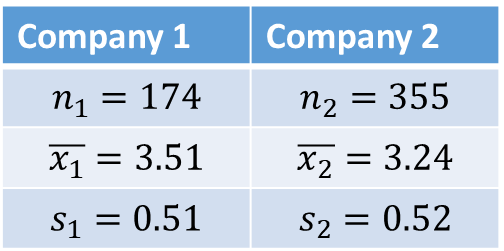 Company 1 Company 2
n₁ = 174 n₂ = 355
x̄₁ = 3.51 x̄₂ = 3.24
s₁ = 0.51 s₂ = 0.52